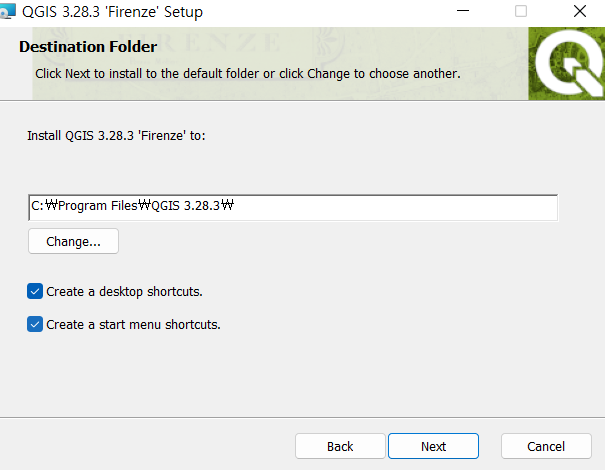 QGIS 3.28.3 'Firenze' Setup
FIRENZE
Destination Folder
Click Next to install to the default folder or click Change to choose another.
Install QGIS 3.28.3 'Firenze' to:
C:₩Program Files₩QGIS 3.28.3₩
Change...
Create a desktop shortcuts.
Create a start menu shortcuts.
Back
Next
Cancel